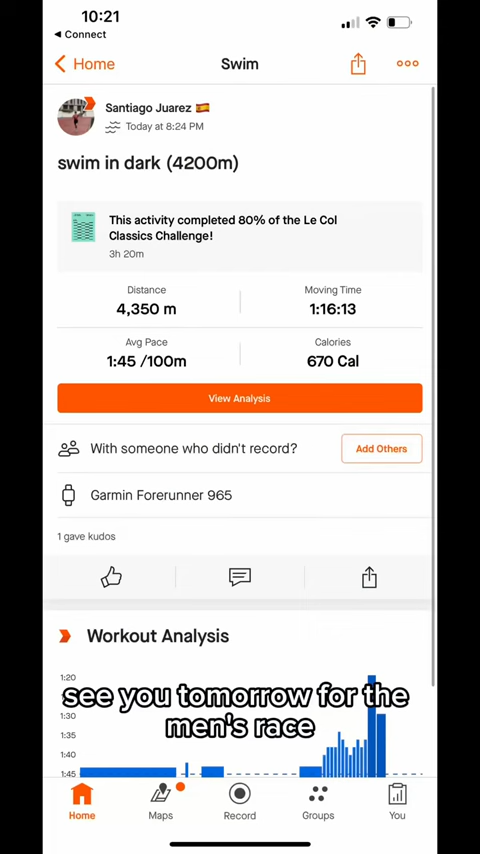 10:21
Connect
Home
Swim
Santiago Juarez 🇪🇸
Today at 8:24 PM
swim in dark (4200m)
This activity completed 80% of the Le Col
Classics Challenge!
3h 20m
Distance
Moving Time
4,350 m
1:16:13
Avg Pace
Calories
1:45 /100m
670 Cal
View Analysis
With someone who didn't record?
Add Others
Garmin Forerunner 965
1 gave kudos
Workout Analysis
1:20
see you tomorrow for the
1:30
men's race
1:35
1:40
1:45
Home
Maps
Record
Groups
You